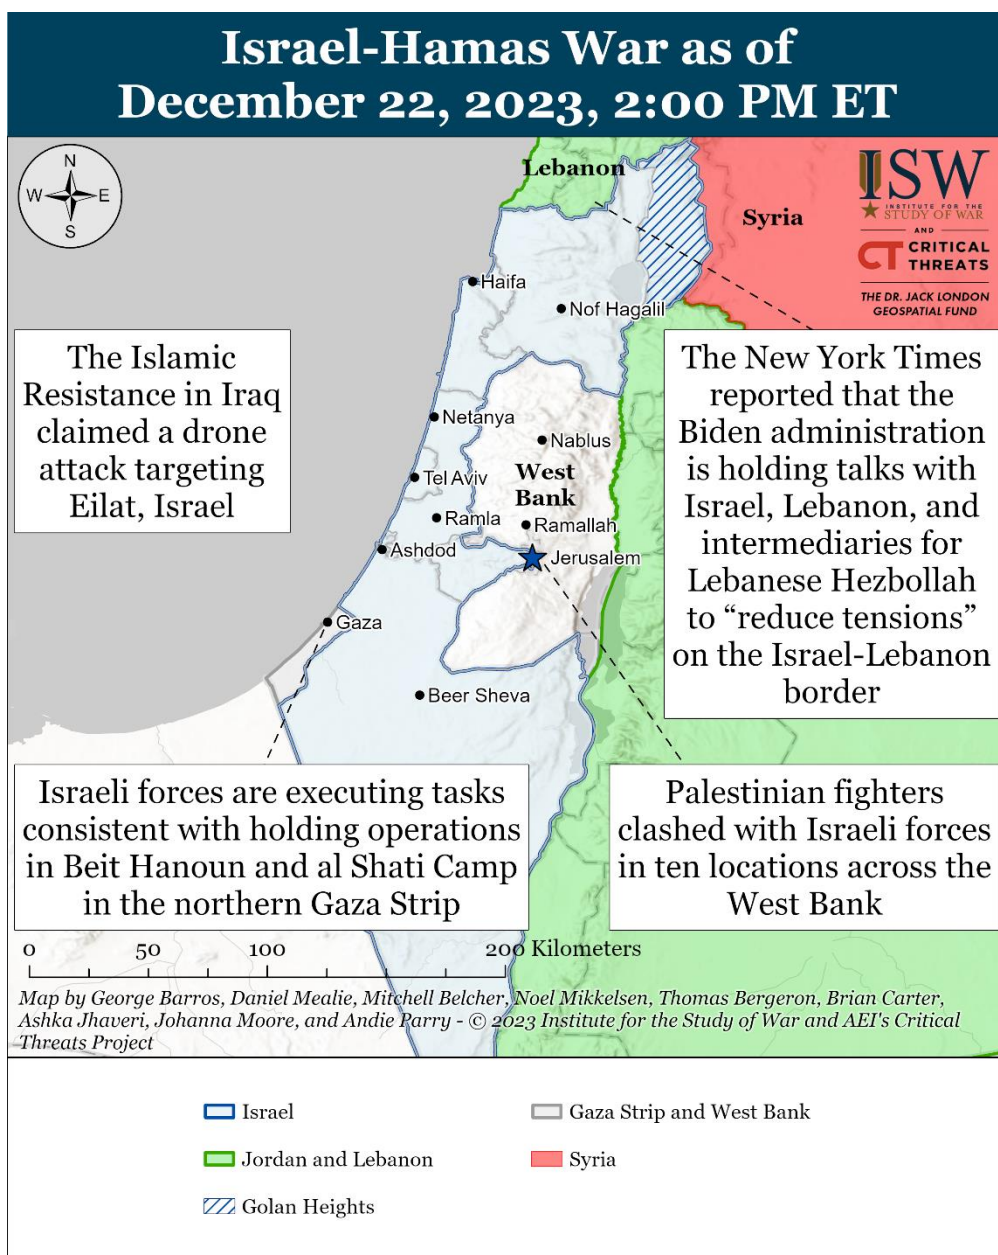 Israel-Hamas War as of
December 22, 2023, 2:00 PM ET
N
W
E
S
Lebanon
Syria
ISW
INSTITUTE FOR THE
STUDY OF WAR
AND
CT CRITICAL
THREATS
THE DR. JACK LONDON
GEOSPATIAL FUND
Haifa
Nof Hagalil
The Islamic
Resistance in Iraq
claimed a drone
attack targeting
Eilat, Israel
The New York Times
reported that the
Biden administration
is holding talks with
Israel, Lebanon, and
intermediaries for
Lebanese Hezbollah
to “reduce tensions”
on the Israel-Lebanon
border
Netanya
Nablus
Tel Aviv
West
Bank
Ramla
Ramallah
Ashdod
Jerusalem
Gaza
Beer Sheva
Israeli forces are executing tasks
consistent with holding operations
in Beit Hanoun and al Shati Camp
in the northern Gaza Strip
Palestinian fighters
clashed with Israeli forces
in ten locations across the
West Bank
0 50 100 200 Kilometers
Map by George Barros, Daniel Mealie, Mitchell Belcher, Noel Mikkelsen, Thomas Bergeron, Brian Carter,
Ashka Jhaveri, Johanna Moore, and Andie Parry - © 2023 Institute for the Study of War and AEI's Critical
Threats Project
Israel
Gaza Strip and West Bank
Jordan and Lebanon
Syria
Golan Heights